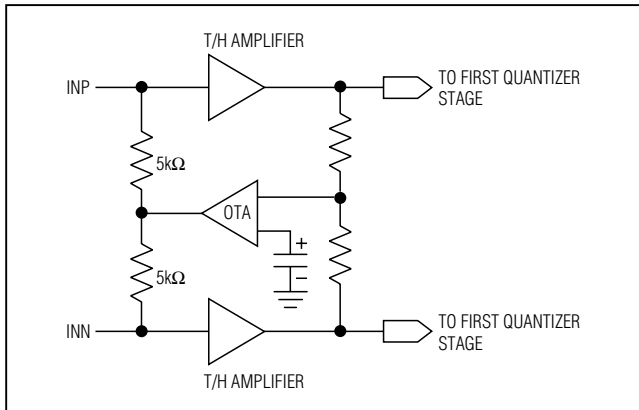 T/H AMPLIFIER
INP
TO FIRST QUANTIZER
STAGE
5kΩ
OTA
+
−
5kΩ
INN
TO FIRST QUANTIZER
STAGE
T/H AMPLIFIER